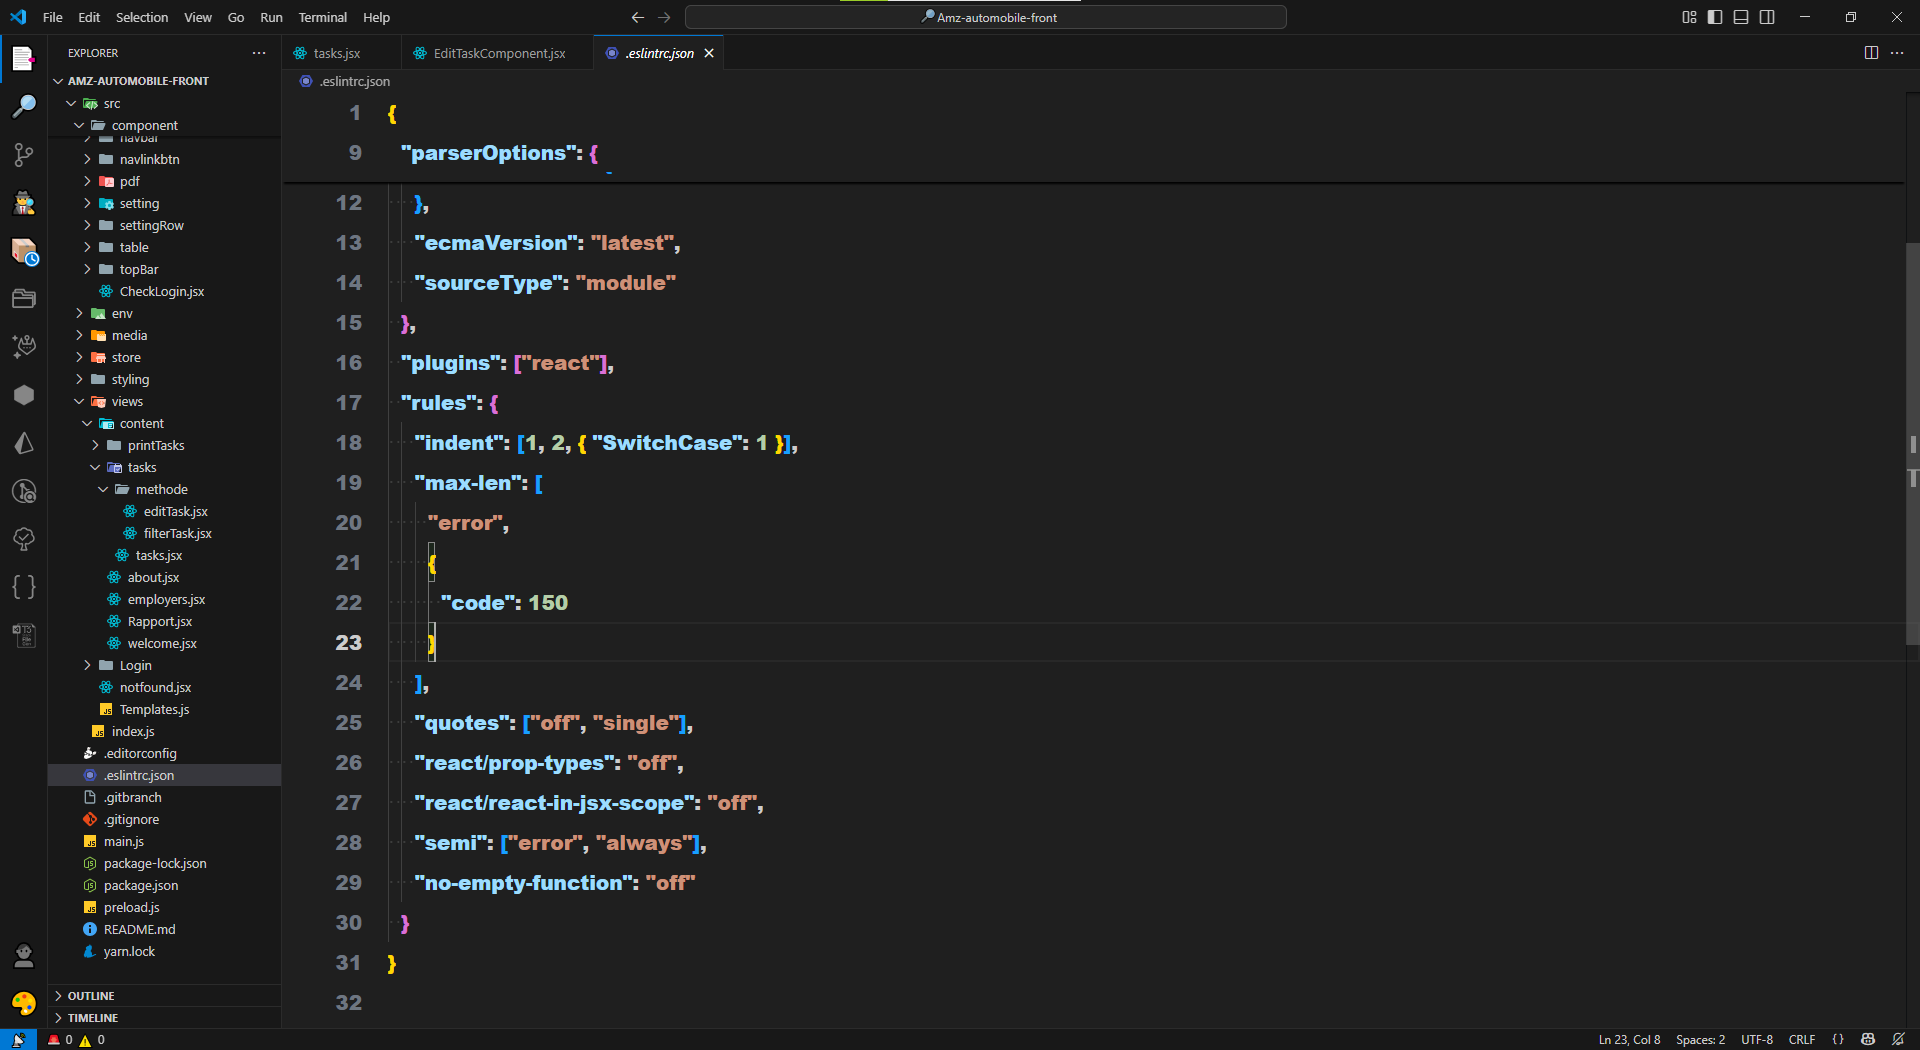 File Edit Selection View Go Run Terminal Help
Amz-automobile-front
EXPLORER
tasks.jsx
EditTaskComponent.jsx
.eslintrc.json
AMZ-AUTOMOBILE-FRONT
src
component
navbar
navlinkbtn
pdf
setting
settingRow
table
topBar
CheckLogin.jsx
env
media
store
styling
views
content
printTasks
tasks
methode
editTask.jsx
filterTask.jsx
tasks.jsx
about.jsx
employers.jsx
Rapport.jsx
welcome.jsx
Login
notfound.jsx
Templates.js
index.js
.editorconfig
.eslintrc.json
.gitbranch
.gitignore
main.js
package-lock.json
package.json
preload.js
README.md
yarn.lock
OUTLINE
TIMELINE
.eslintrc.json
1 {
9 "parserOptions": {
12 },
13 "ecmaVersion": "latest",
14 "sourceType": "module"
15 },
16 "plugins": ["react"],
17 "rules": {
18 "indent": [1, 2, { "SwitchCase": 1 }],
19 "max-len": [
20 "error",
21 {
22 "code": 150
23 }
24 ],
25 "quotes": ["off", "single"],
26 "react/prop-types": "off",
27 "react/react-in-jsx-scope": "off",
28 "semi": ["error", "always"],
29 "no-empty-function": "off"
30 }
31 }
32
0 0
Ln 23, Col 8 Spaces: 2 UTF-8 CRLF { }